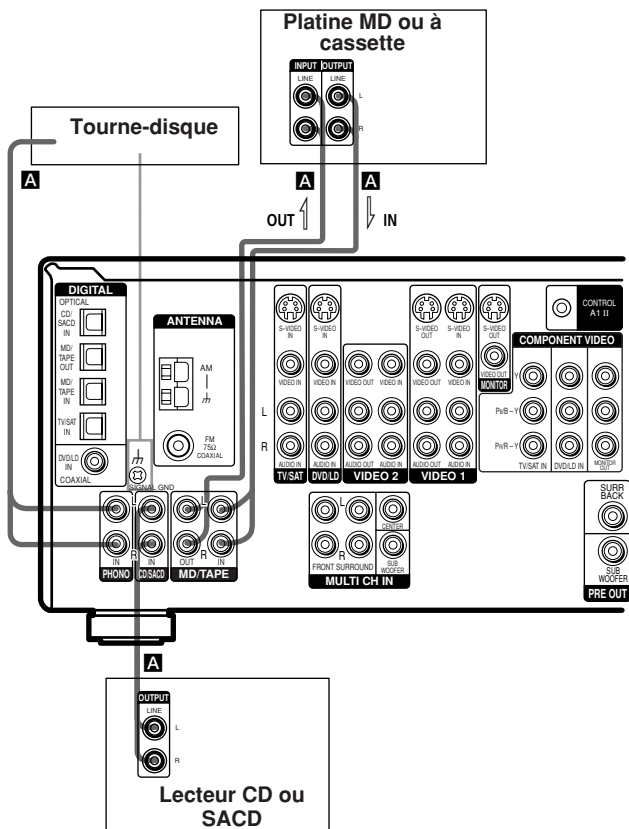 Platine MD ou à
cassette
INPUT OUTPUT
LINE LINE
L
R
Tourne-disque
A
A A
OUT IN
DIGITAL
OPTICAL
CD/
SACD
IN
MD/
TAPE
OUT
MD/
TAPE
IN
TV/SAT
IN
DVD/LD
IN
COAXIAL
ANTENNA
AM
FM
75Ω
COAXIAL
SIGNAL GND
L
R
IN
PHONO
IN
CD/SACD
L
R
OUT IN
MD/TAPE
S-VIDEO
IN
S-VIDEO
IN
S-VIDEO
OUT
S-VIDEO
IN
S-VIDEO
OUT
VIDEO IN VIDEO IN VIDEO OUT VIDEO IN VIDEO OUT VIDEO IN
VIDEO OUT
MONITOR
L
R
AUDIO IN AUDIO IN AUDIO OUT AUDIO IN AUDIO OUT AUDIO IN
TV/SAT DVD/LD VIDEO 2 VIDEO 1
CONTROL
A1 II
COMPONENT VIDEO
Y
PB/B – Y
PR/R – Y
TV/SAT IN DVD/LD IN MONITOR
OUT
L
R
FRONT SURROUND
CENTER
SUB
WOOFER
MULTI CH IN
SURR
BACK
SUB
WOOFER
PRE OUT
A
OUTPUT
LINE
L
R
Lecteur CD ou
SACD